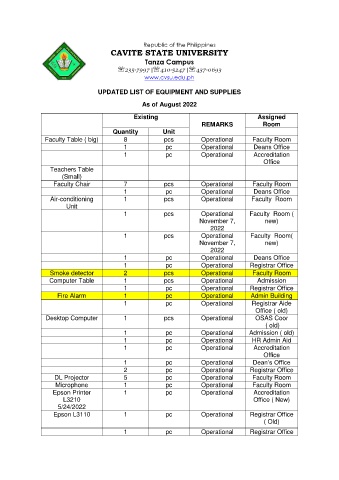 Republic of the Philippines
CAVITE STATE UNIVERSITY
Tanza Campus
☏235-7997 |☏410-5247 |☏437-0693
www.cvsu.edu.ph
UPDATED LIST OF EQUIPMENT AND SUPPLIES
As of August 2022
Existing REMARKS Assigned Room
Quantity Unit
Faculty Table ( big) 8 pcs Operational Faculty Room
1 pc Operational Deans Office
1 pc Operational Accreditation
Office
Teachers Table
(Small)
Faculty Chair 7 pcs Operational Faculty Room
1 pc Operational Deans Office
Air-conditioning 1 pcs Operational Faculty Room
Unit
1 pcs Operational Faculty Room (
November 7, new)
2022
1 pcs Operational Faculty Room(
November 7, new)
2022
1 pc Operational Deans Office
1 pc Operational Registrar Office
Smoke detector 2 pcs Operational Faculty Room
Computer Table 1 pcs Operational Admission
1 pc Operational Registrar Office
Fire Alarm 1 pc Operational Admin Building
1 pc Operational Registrar Aide
Office ( old)
Desktop Computer 1 pcs Operational OSAS Coor
( old)
1 pc Operational Admission ( old)
1 pc Operational HR Admin Aid
1 pc Operational Accreditation
Office
1 pc Operational Dean's Office
2 pc Operational Registrar Office
DL Projector 5 pc Operational Faculty Room
Microphone 1 pc Operational Faculty Room
Epson Printer 1 pc Operational Accreditation
L3210 Office ( New)
5/24/2022
Epson L3110 1 pc Operational Registrar Office
( Old)
1 pc Operational Registrar Office